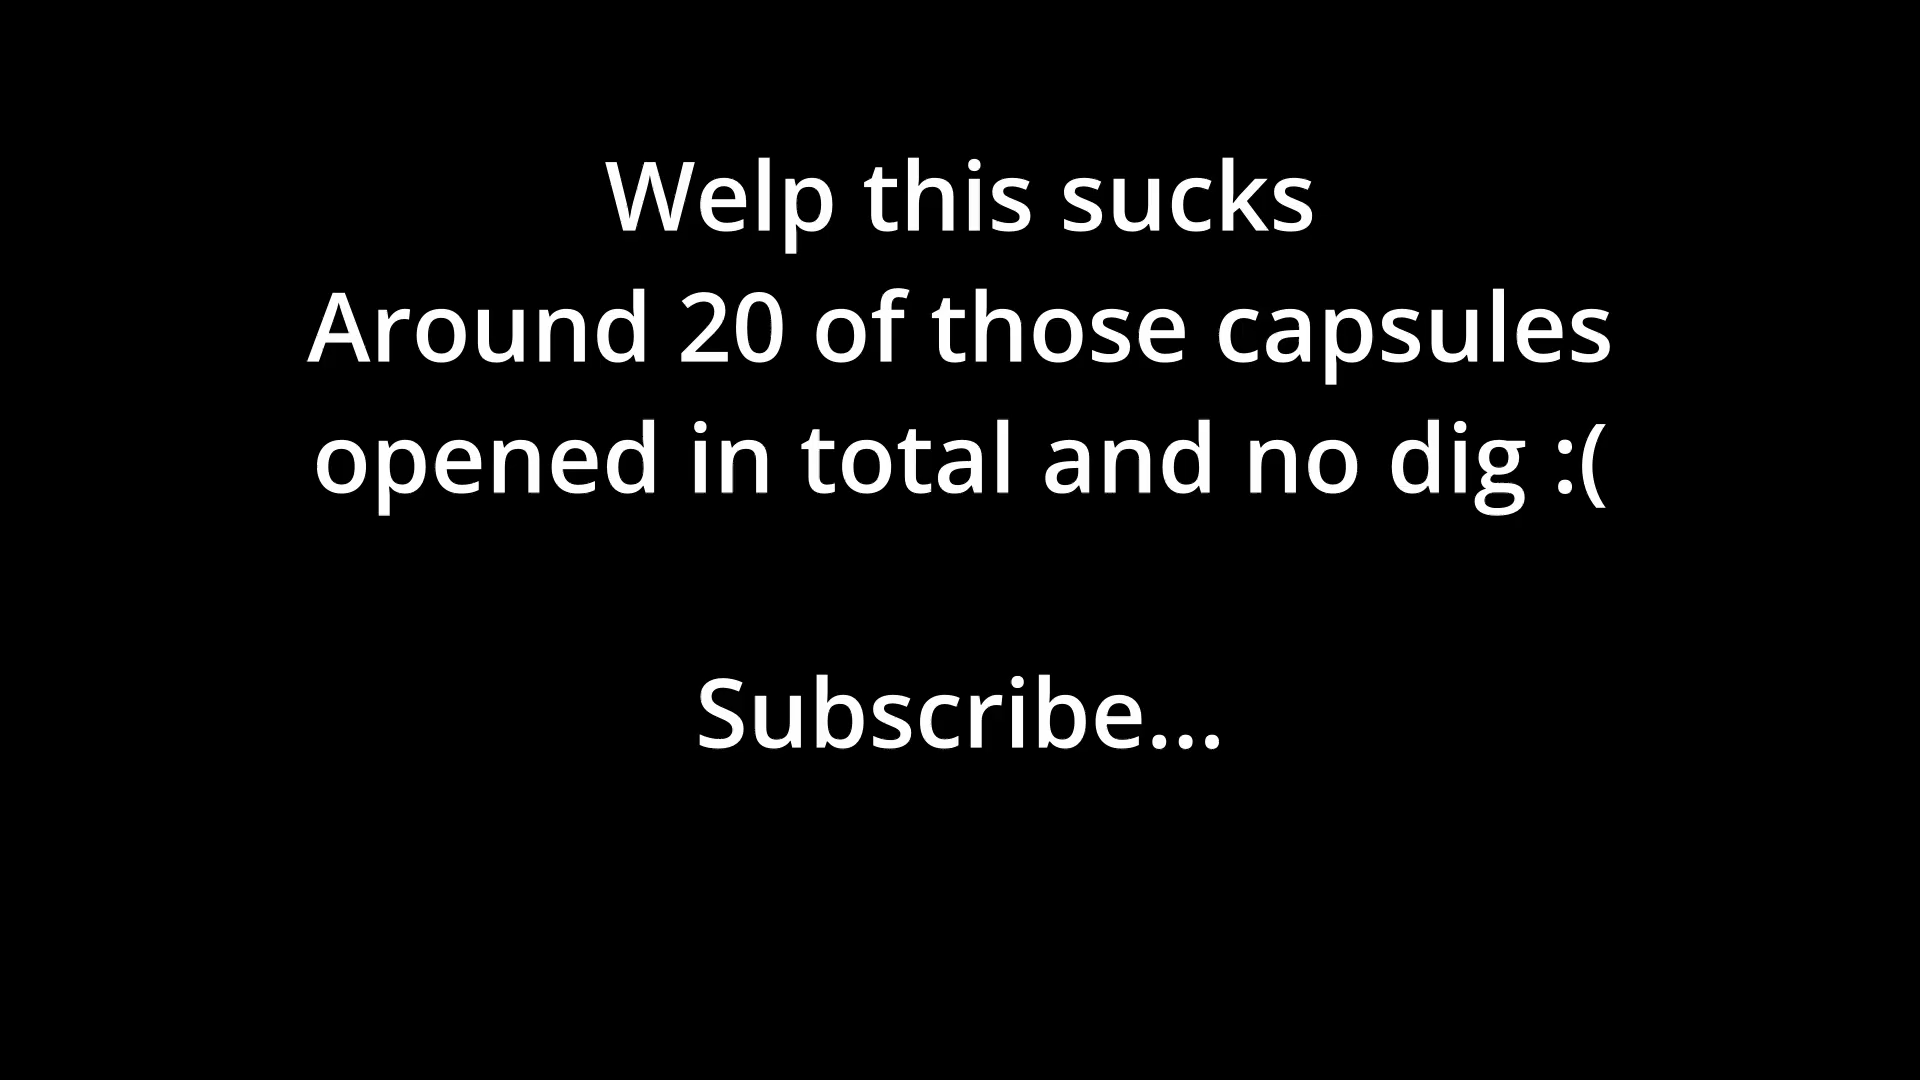 Welp this sucks
Around 20 of those capsules
opened in total and no dig :(
Subscribe...